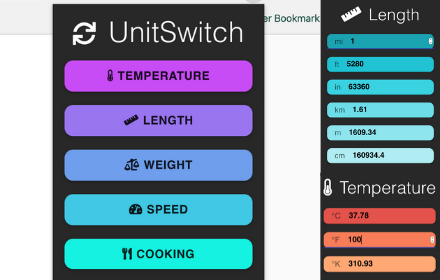 er Bookmark
UnitSwitch
TEMPERATURE
LENGTH
WEIGHT
SPEED
COOKING
Length
mi 1
ft 5280
in 63360
km 1.61
m 1609.34
cm 160934.4
Temperature
°C 37.78
°F 100
°K 310.93